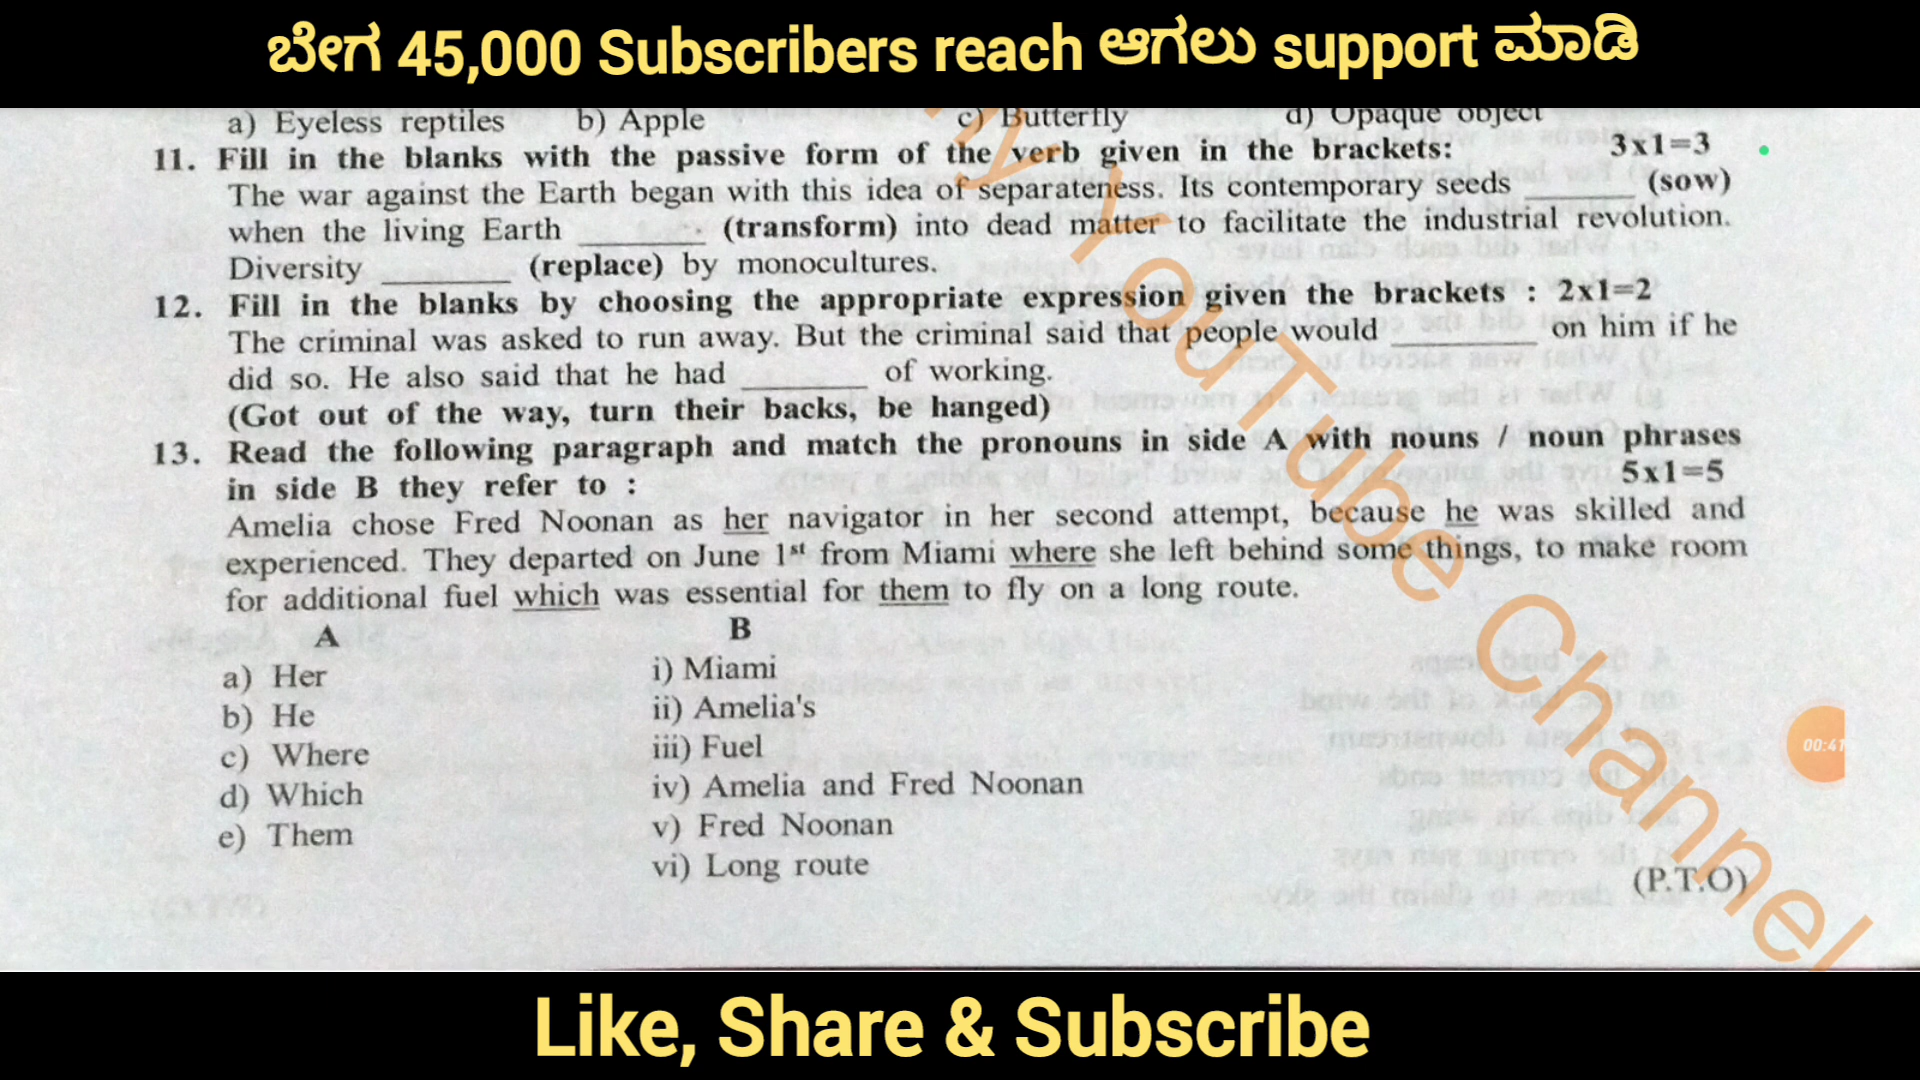 ಬೇಗ 45,000 Subscribers reach ಆಗಲು support ಮಾಡಿ
a) Eyeless reptiles b) Apple c) Butterfly d) Opaque object
11. Fill in the blanks with the passive form of the verb given in the brackets: 3x1=3
The war against the Earth began with this idea of separateness. Its contemporary seeds ________ (sow)
when the living Earth ________ (transform) into dead matter to facilitate the industrial revolution.
Diversity ________ (replace) by monocultures.
12. Fill in the blanks by choosing the appropriate expression given the brackets : 2x1=2
The criminal was asked to run away. But the criminal said that people would ________ on him if he
did so. He also said that he had ________ of working.
(Got out of the way, turn their backs, be hanged)
13. Read the following paragraph and match the pronouns in side A with nouns / noun phrases
in side B they refer to : 5x1=5
Amelia chose Fred Noonan as her navigator in her second attempt, because he was skilled and
experienced. They departed on June 1st from Miami where she left behind some things, to make room
for additional fuel which was essential for them to fly on a long route.
A B
a) Her i) Miami
b) He ii) Amelia's
c) Where iii) Fuel
d) Which iv) Amelia and Fred Noonan
e) Them v) Fred Noonan
vi) Long route
(P.T.O)
My YouTube Channel
00:41
Like, Share & Subscribe